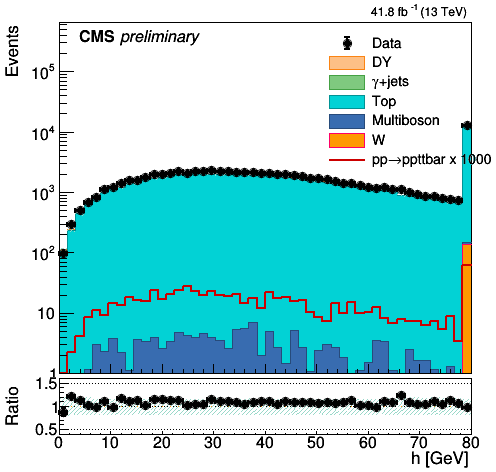 41.8 fb⁻¹ (13 TeV)
CMS preliminary
Events
Data
DY
γ+jets
Top
Multiboson
W
pp→ppttbar x 1000
10⁵
10⁴
10³
10²
10
1
Ratio
1.5
1
0.5
0 10 20 30 40 50 60 70 80
h [GeV]